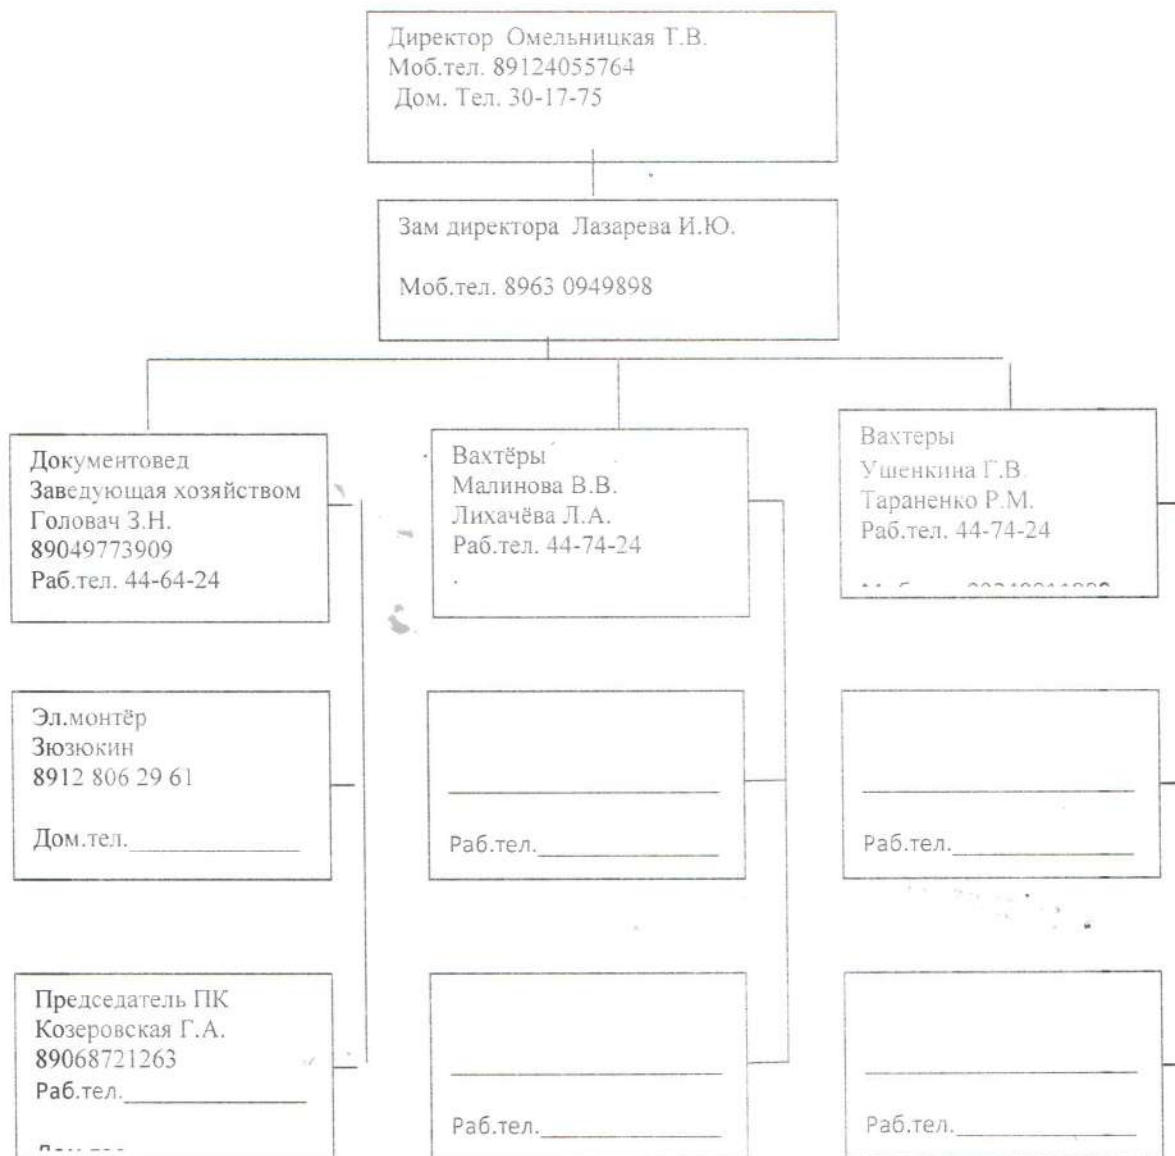 Директор Омельницкая Т.В.
Моб.тел. 89124055764
Дом. Тел. 30-17-75
Зам директора Лазарева И.Ю.
Моб.тел. 8963 0949898
Документовед
Заведующая хозяйством
Головач З.Н.
89049773909
Раб.тел. 44-64-24
Вахтёры
Малинова В.В.
Лихачёва Л.А.
Раб.тел. 44-74-24
Вахтеры
Ушенкина Г.В.
Тараненко Р.М.
Раб.тел. 44-74-24
Эл.монтёр
Зюзюкин
8912 806 29 61
Дом.тел.
Раб.тел.
Раб.тел.
Председатель ПК
Козеровская Г.А.
89068721263
Раб.тел.
Раб.тел.
Раб.тел.